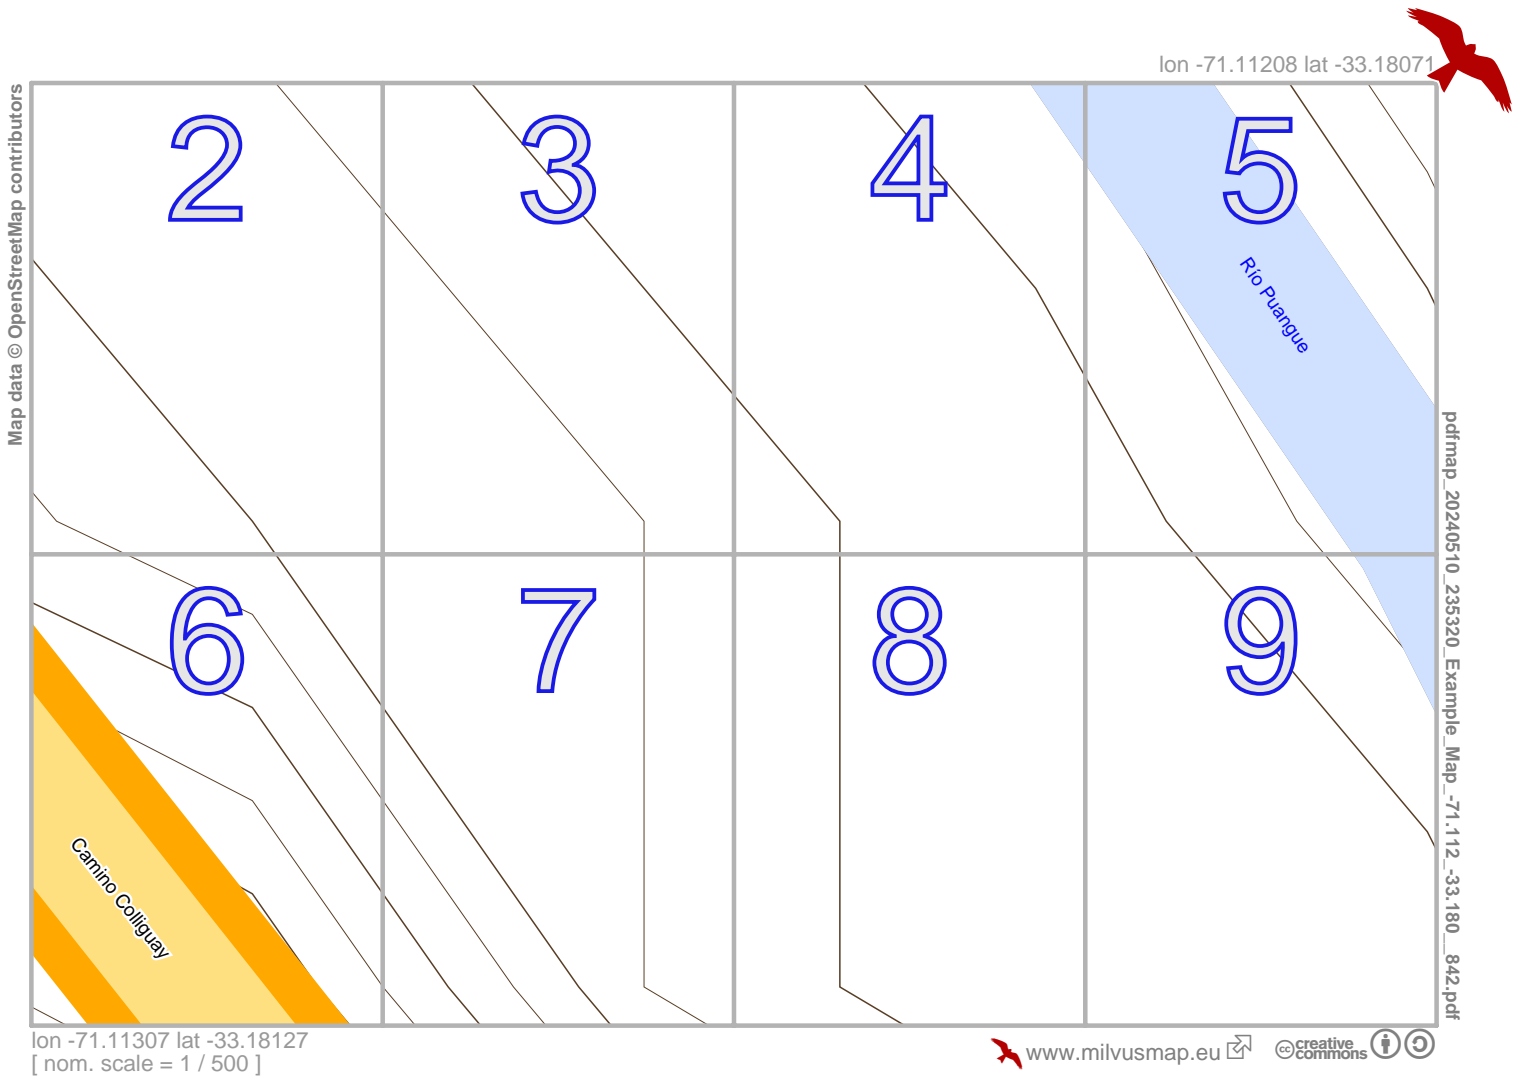 lon -71.11208 lat -33.18071
Map data © OpenStreetMap contributors
2
3
4
5
Río Puangue
6
7
8
9
Camino Colliguay
pdfmap_20240510_235320_Example_Map_-71.112_-33.180__842.pdf
lon -71.11307 lat -33.18127
[ nom. scale = 1 / 500 ]
www.milvusmap.eu
cc creative commons